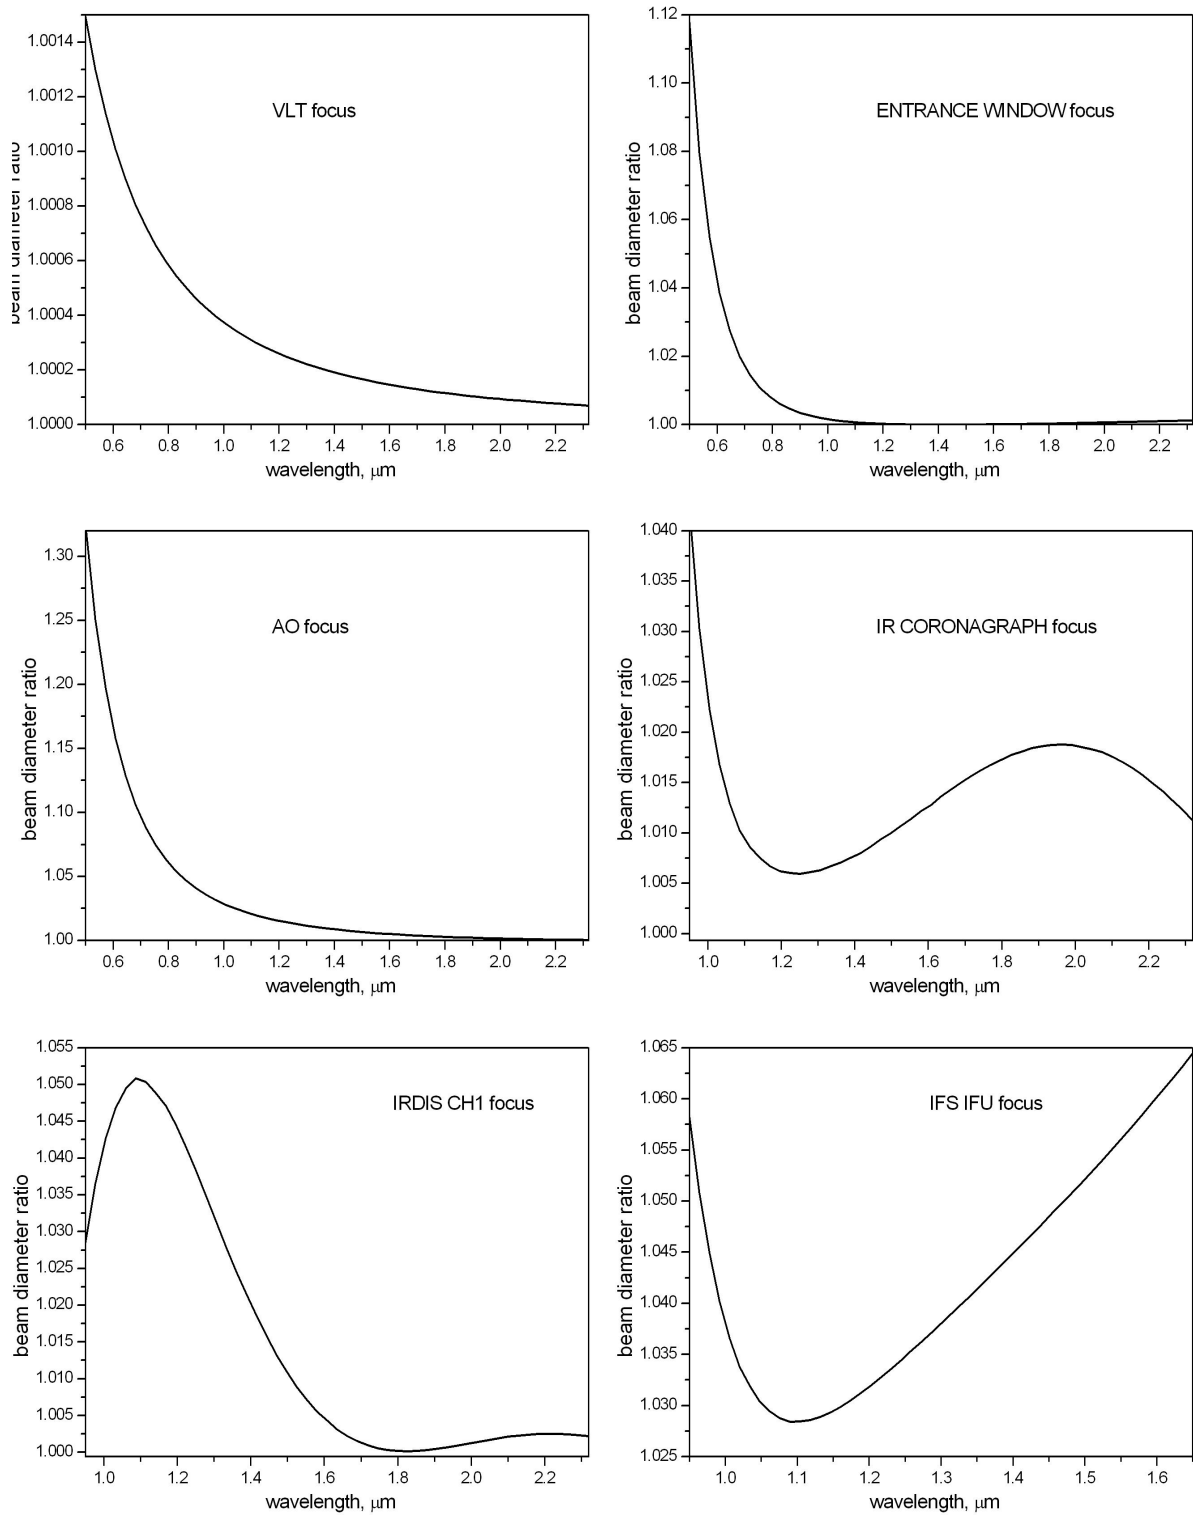 1.0014
1.0012
1.0010
1.0008
1.0006
1.0004
1.0002
1.0000
beam diameter ratio
VLT focus
0.6 0.8 1.0 1.2 1.4 1.6 1.8 2.0 2.2
wavelength, μm
1.12
1.10
1.08
1.06
1.04
1.02
1.00
beam diameter ratio
ENTRANCE WINDOW focus
0.6 0.8 1.0 1.2 1.4 1.6 1.8 2.0 2.2
wavelength, μm
1.30
1.25
1.20
1.15
1.10
1.05
1.00
beam diameter ratio
AO focus
0.6 0.8 1.0 1.2 1.4 1.6 1.8 2.0 2.2
wavelength, μm
1.040
1.035
1.030
1.025
1.020
1.015
1.010
1.005
1.000
beam diameter ratio
IR CORONAGRAPH focus
1.0 1.2 1.4 1.6 1.8 2.0 2.2
wavelength, μm
1.055
1.050
1.045
1.040
1.035
1.030
1.025
1.020
1.015
1.010
1.005
1.000
beam diameter ratio
IRDIS CH1 focus
1.0 1.2 1.4 1.6 1.8 2.0 2.2
wavelength, μm
1.065
1.060
1.055
1.050
1.045
1.040
1.035
1.030
1.025
beam diameter ratio
IFS IFU focus
1.0 1.1 1.2 1.3 1.4 1.5 1.6
wavelength, μm